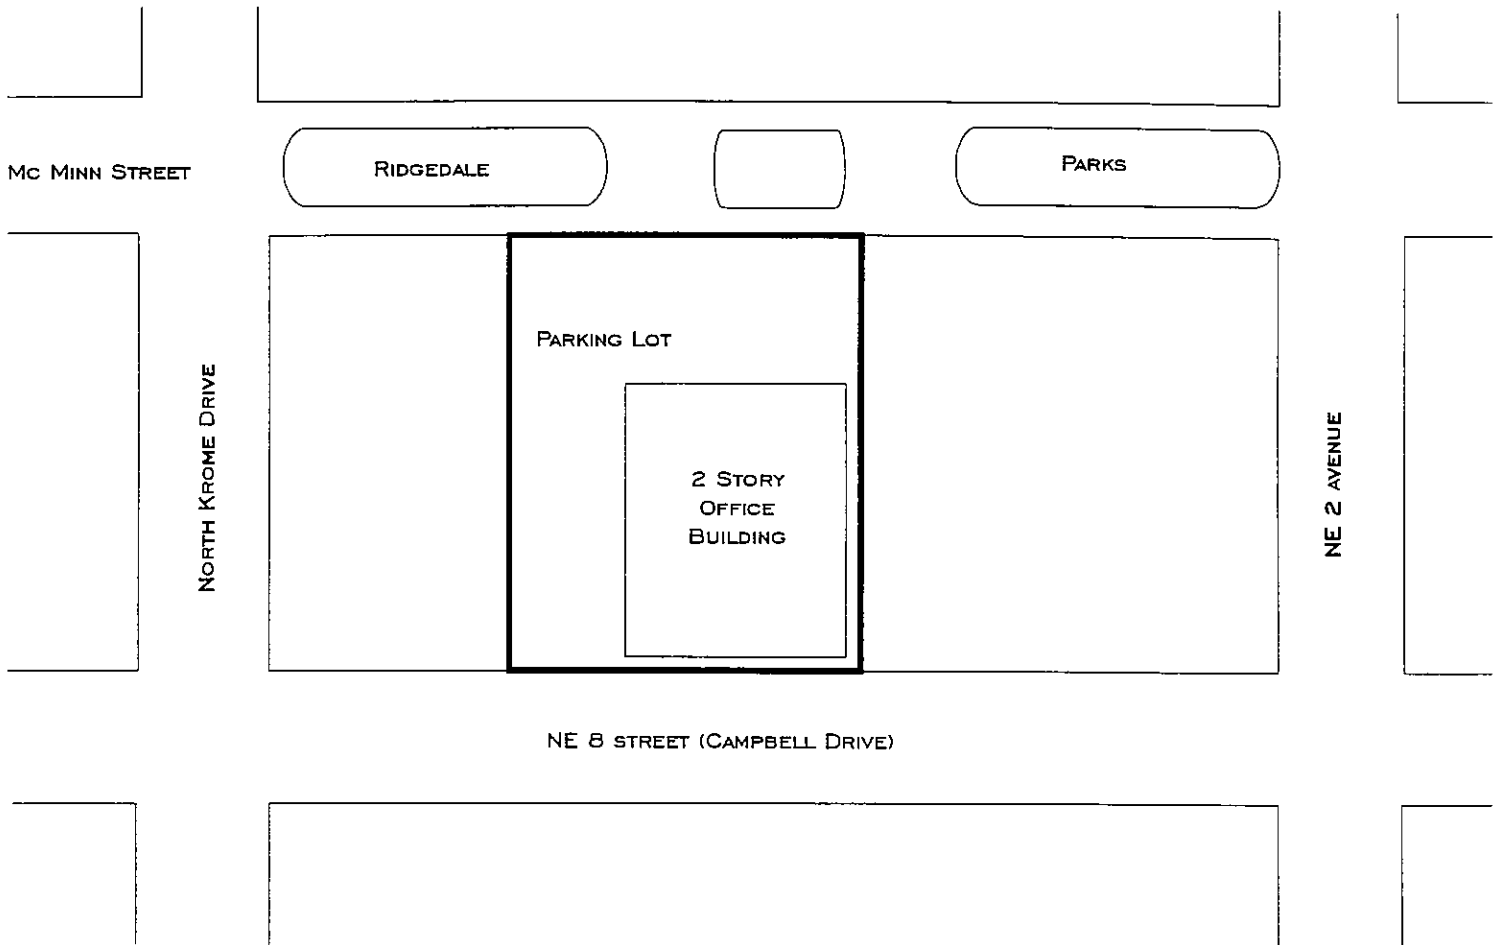 Mc Minn Street
Ridgedale
Parks
Parking Lot
North Krome Drive
2 Story
Office
Building
NE 2 Avenue
NE 8 Street (Campbell Drive)